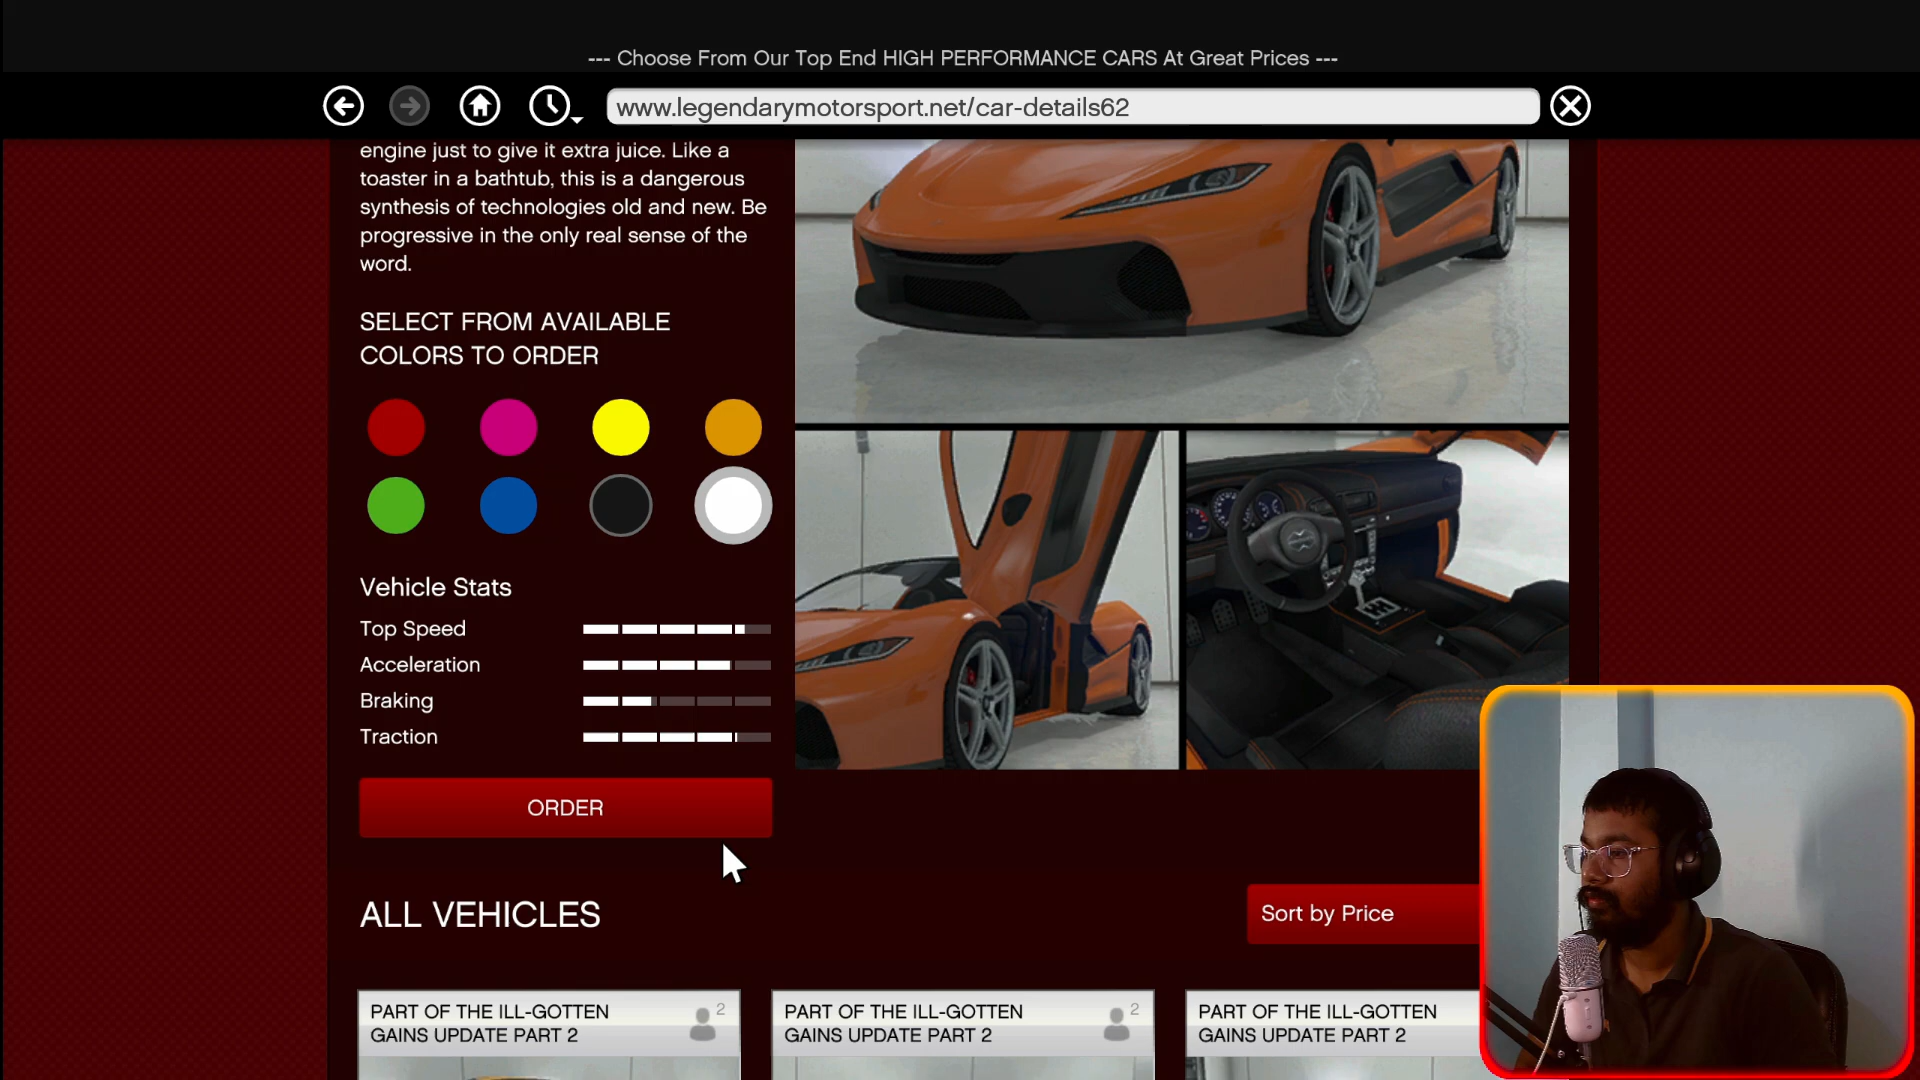 --- Choose From Our Top End HIGH PERFORMANCE CARS At Great Prices ---
www.legendarymotorsport.net/car-details62
engine just to give it extra juice. Like a
toaster in a bathtub, this is a dangerous
synthesis of technologies old and new. Be
progressive in the only real sense of the
word.
SELECT FROM AVAILABLE
COLORS TO ORDER
Vehicle Stats
Top Speed
Acceleration
Braking
Traction
ORDER
ALL VEHICLES
Sort by Price
PART OF THE ILL-GOTTEN
GAINS UPDATE PART 2
2
PART OF THE ILL-GOTTEN
GAINS UPDATE PART 2
2
PART OF THE ILL-GOTTEN
GAINS UPDATE PART 2